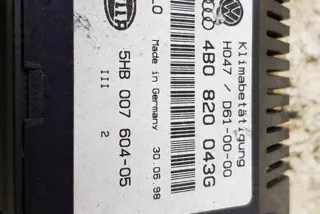 Klimabetätigung
H047 / D61-00-00
4B0 820 043G
Made in Germany 30.06.98
5HB 007 604-05
III 2